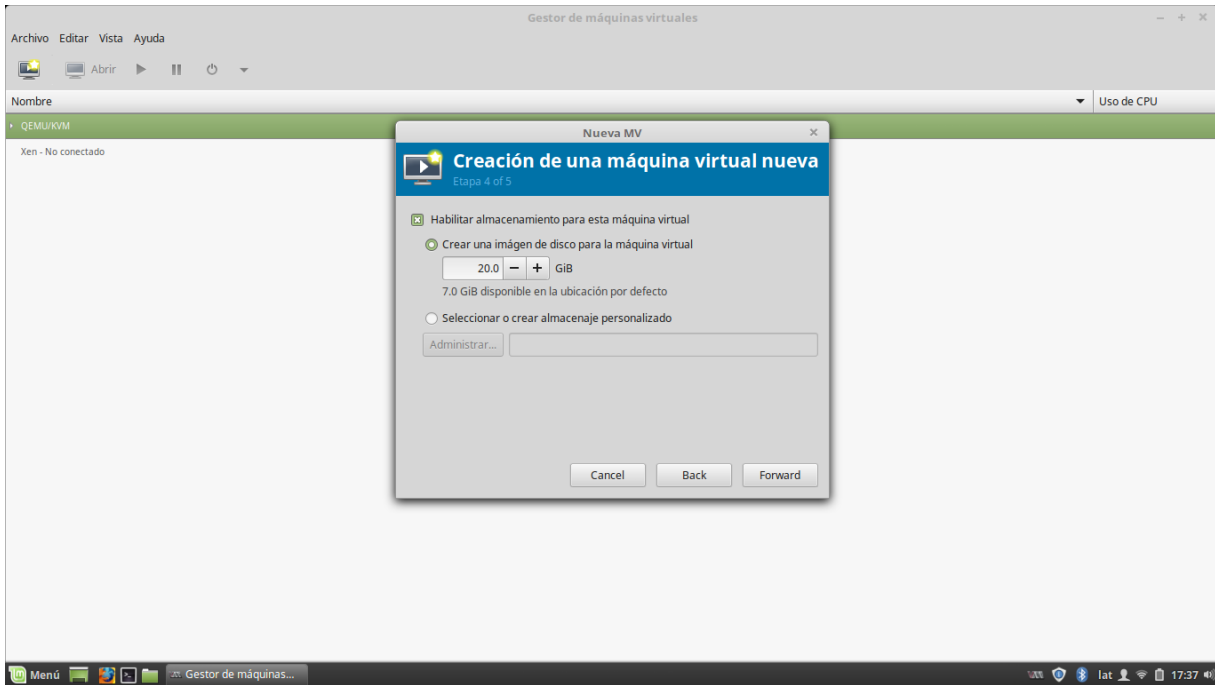 Gestor de máquinas virtuales
Archivo Editar Vista Ayuda
Abrir
Nombre
Uso de CPU
QEMU/KVM
Xen - No conectado
Nueva MV
Creación de una máquina virtual nueva
Etapa 4 of 5
Habilitar almacenamiento para esta máquina virtual
Crear una imágen de disco para la máquina virtual
20.0 − + GiB
7.0 GiB disponible en la ubicación por defecto
Seleccionar o crear almacenaje personalizado
Administrar...
Cancel Back Forward
Menú Gestor de máquinas... lat 17:37